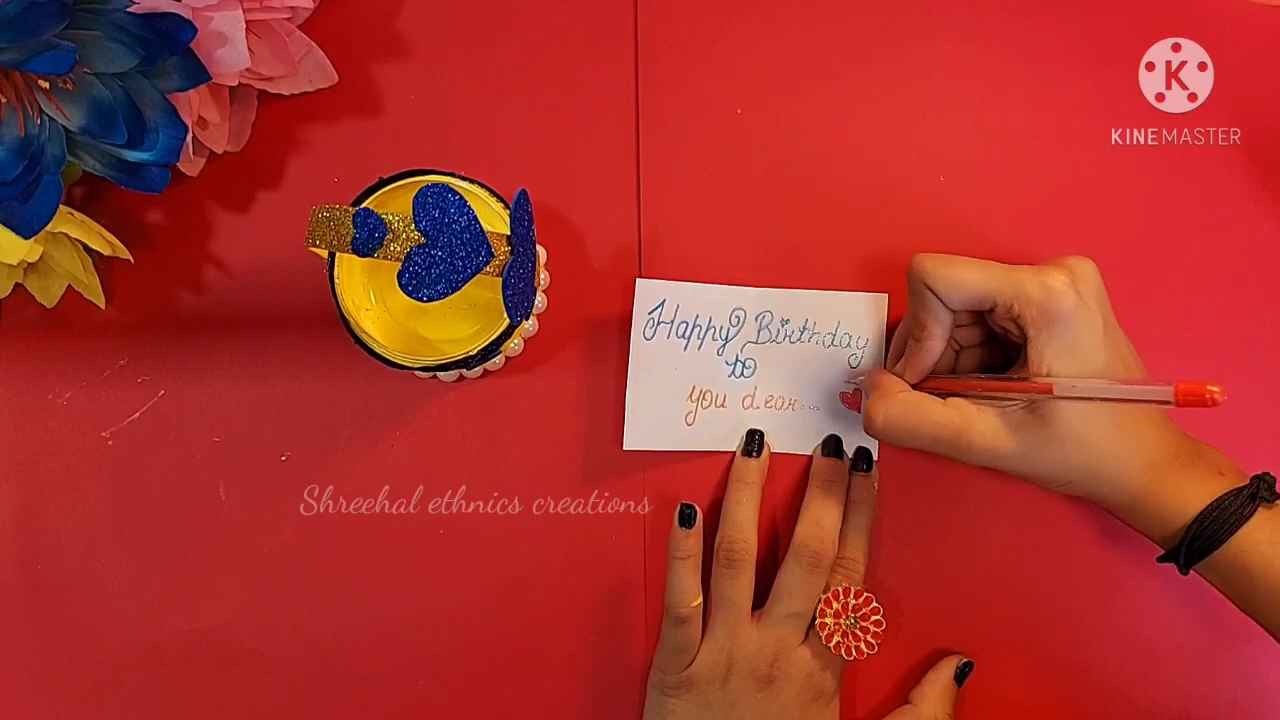 K
KINEMASTER
Happy Birthday
to
you dear...
Shreehal ethnics creations